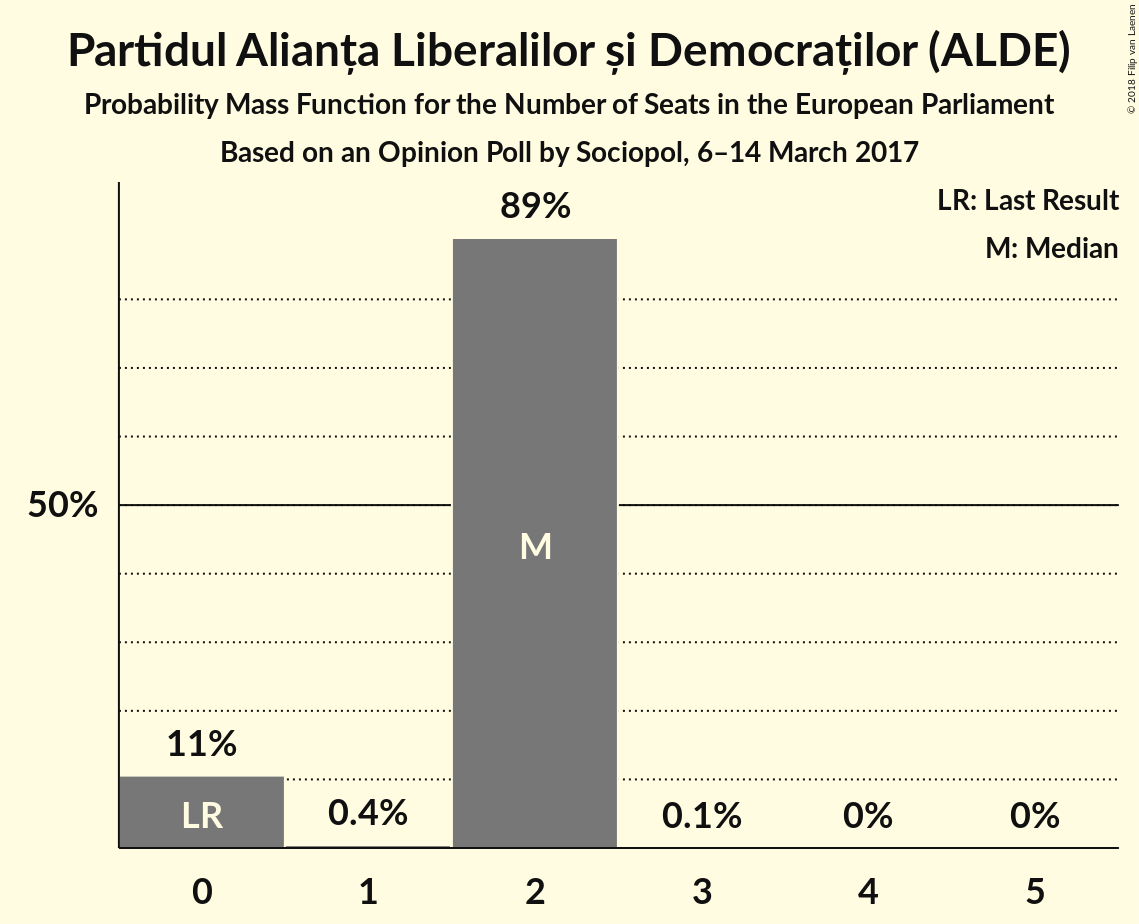 Partidul Alianța Liberalilor și Democraților (ALDE)
Probability Mass Function for the Number of Seats in the European Parliament
Based on an Opinion Poll by Sociopol, 6–14 March 2017
© 2018 Filip van Laenen
LR: Last Result
M: Median
89%
50%
M
11%
LR
0.4%
0.1%
0%
0%
0 1 2 3 4 5